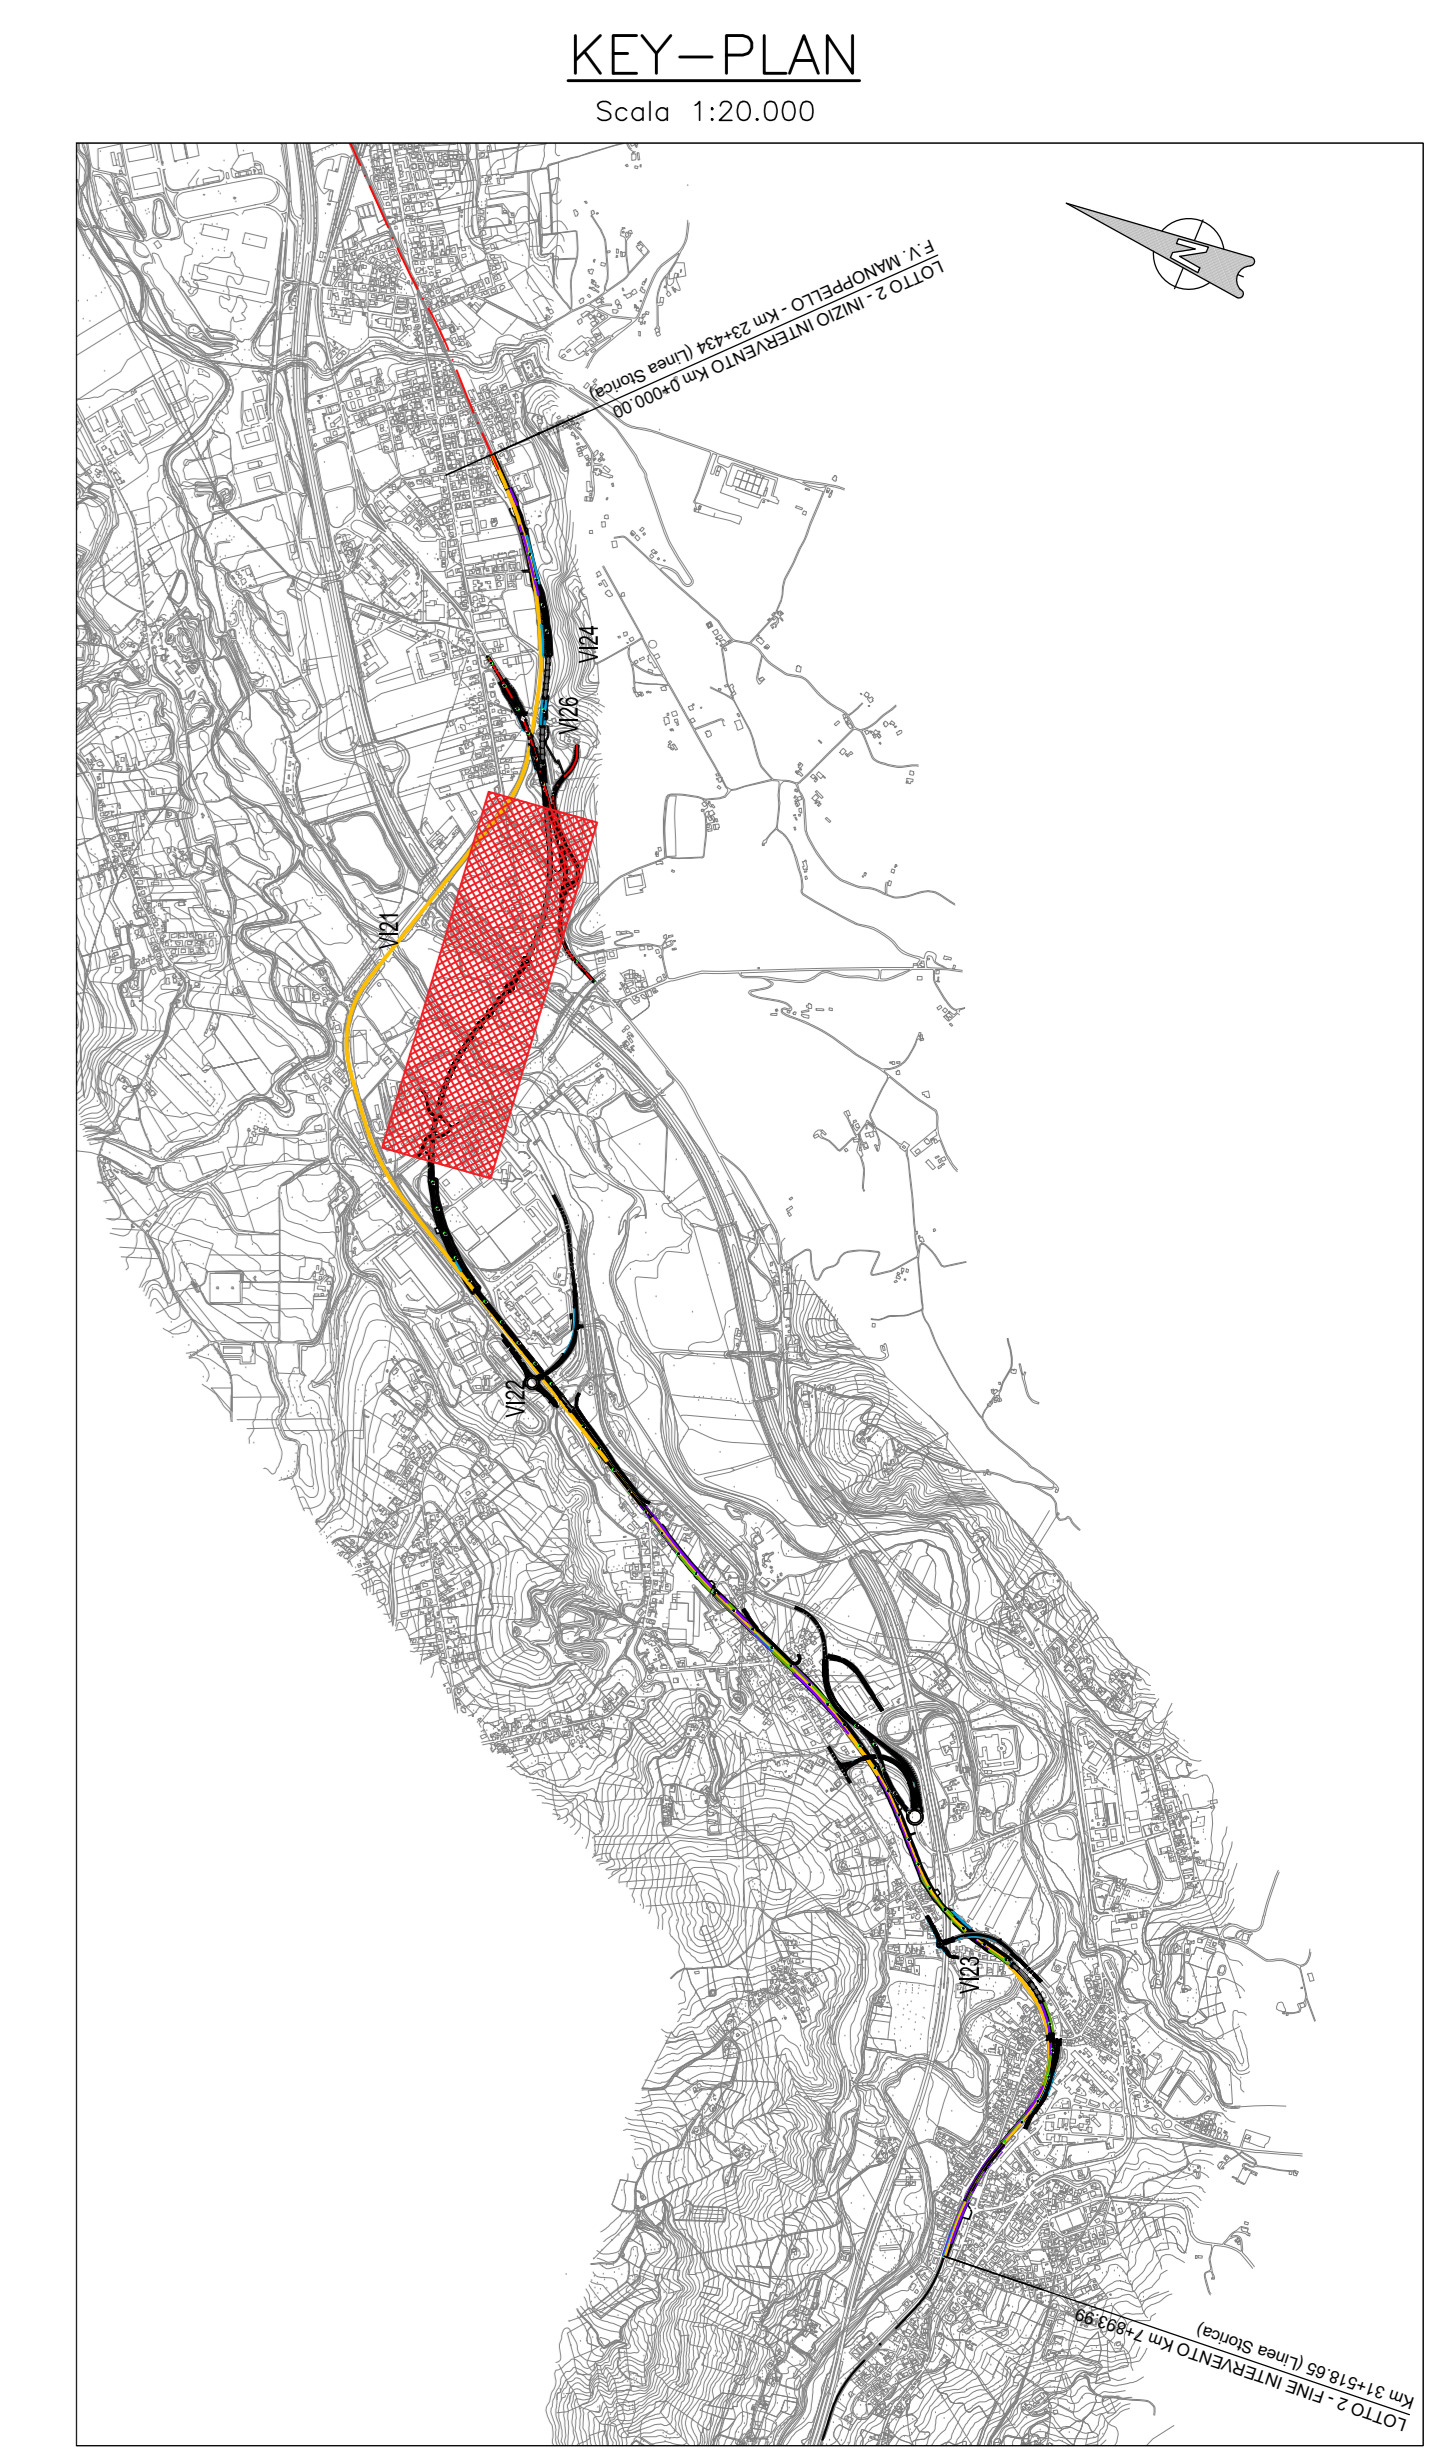 KEY-PLAN
Scala 1:20.000
N
LOTTO 2 - INIZIO INTERVENTO Km 0+000.00
F.V. MANOPPELLO - Km 23+434 (Linea Storica)
VI24
VI26
VI21
VI22
VI23
LOTTO 2 - FINE INTERVENTO Km 7+893.99
Km 31+518.65 (Linea Storica)